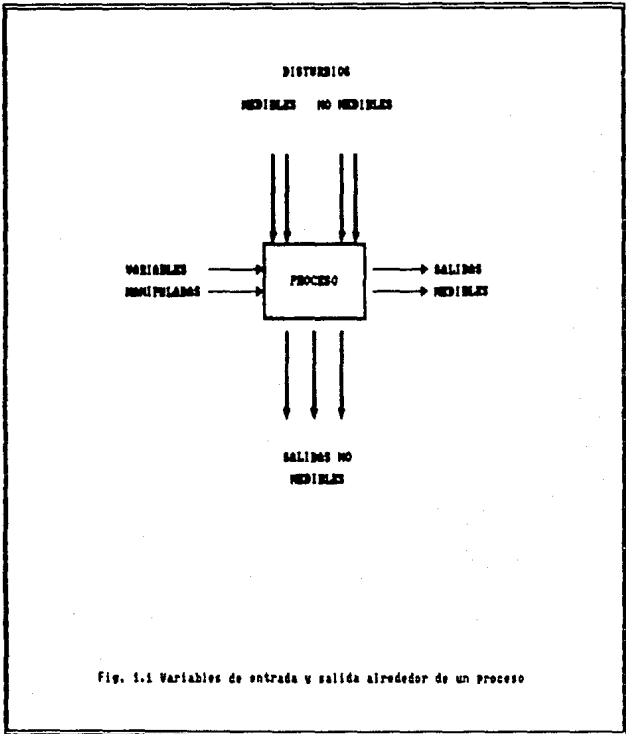 DISTURBIOS
MEDIBLES NO MEDIBLES
VARIABLES
MANIPULADAS
PROCESO
SALIDAS
MEDIBLES
SALIDAS NO
MEDIBLES
Fig. 1.1 Variables de entrada y salida alrededor de un proceso